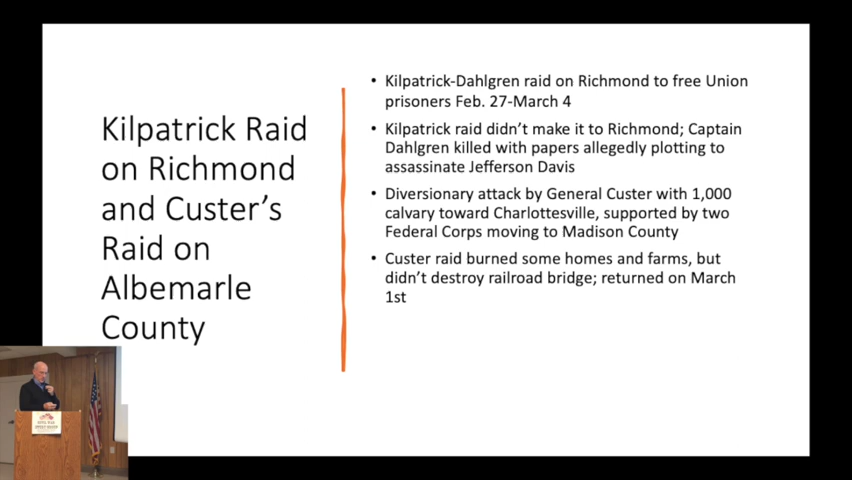 Kilpatrick Raid
on Richmond
and Custer's
Raid on
Albemarle
County
• Kilpatrick-Dahlgren raid on Richmond to free Union
prisoners Feb. 27-March 4
• Kilpatrick raid didn't make it to Richmond; Captain
Dahlgren killed with papers allegedly plotting to
assassinate Jefferson Davis
• Diversionary attack by General Custer with 1,000
calvary toward Charlottesville, supported by two
Federal Corps moving to Madison County
• Custer raid burned some homes and farms, but
didn't destroy railroad bridge; returned on March
1st